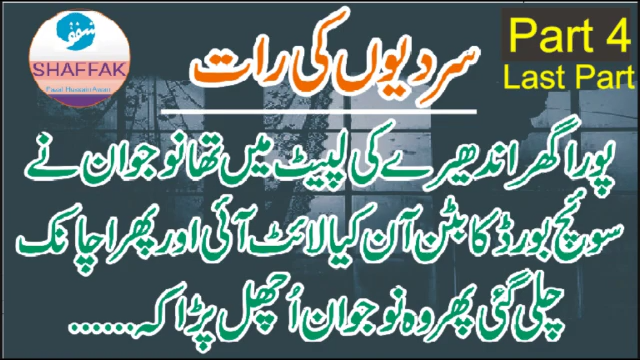 شفق
SHAFFAK
سردیوں کی رات
Part 4
Last Part
پورا گھر اندھیرے کی لپیٹ میں تھا نوجوان نے
سوئچ بورڈ کا بٹن آن کیا لائٹ آئی اور پھر اچانک
چلی گئی پھر وہ نوجوان اُچھل پڑا کہ......